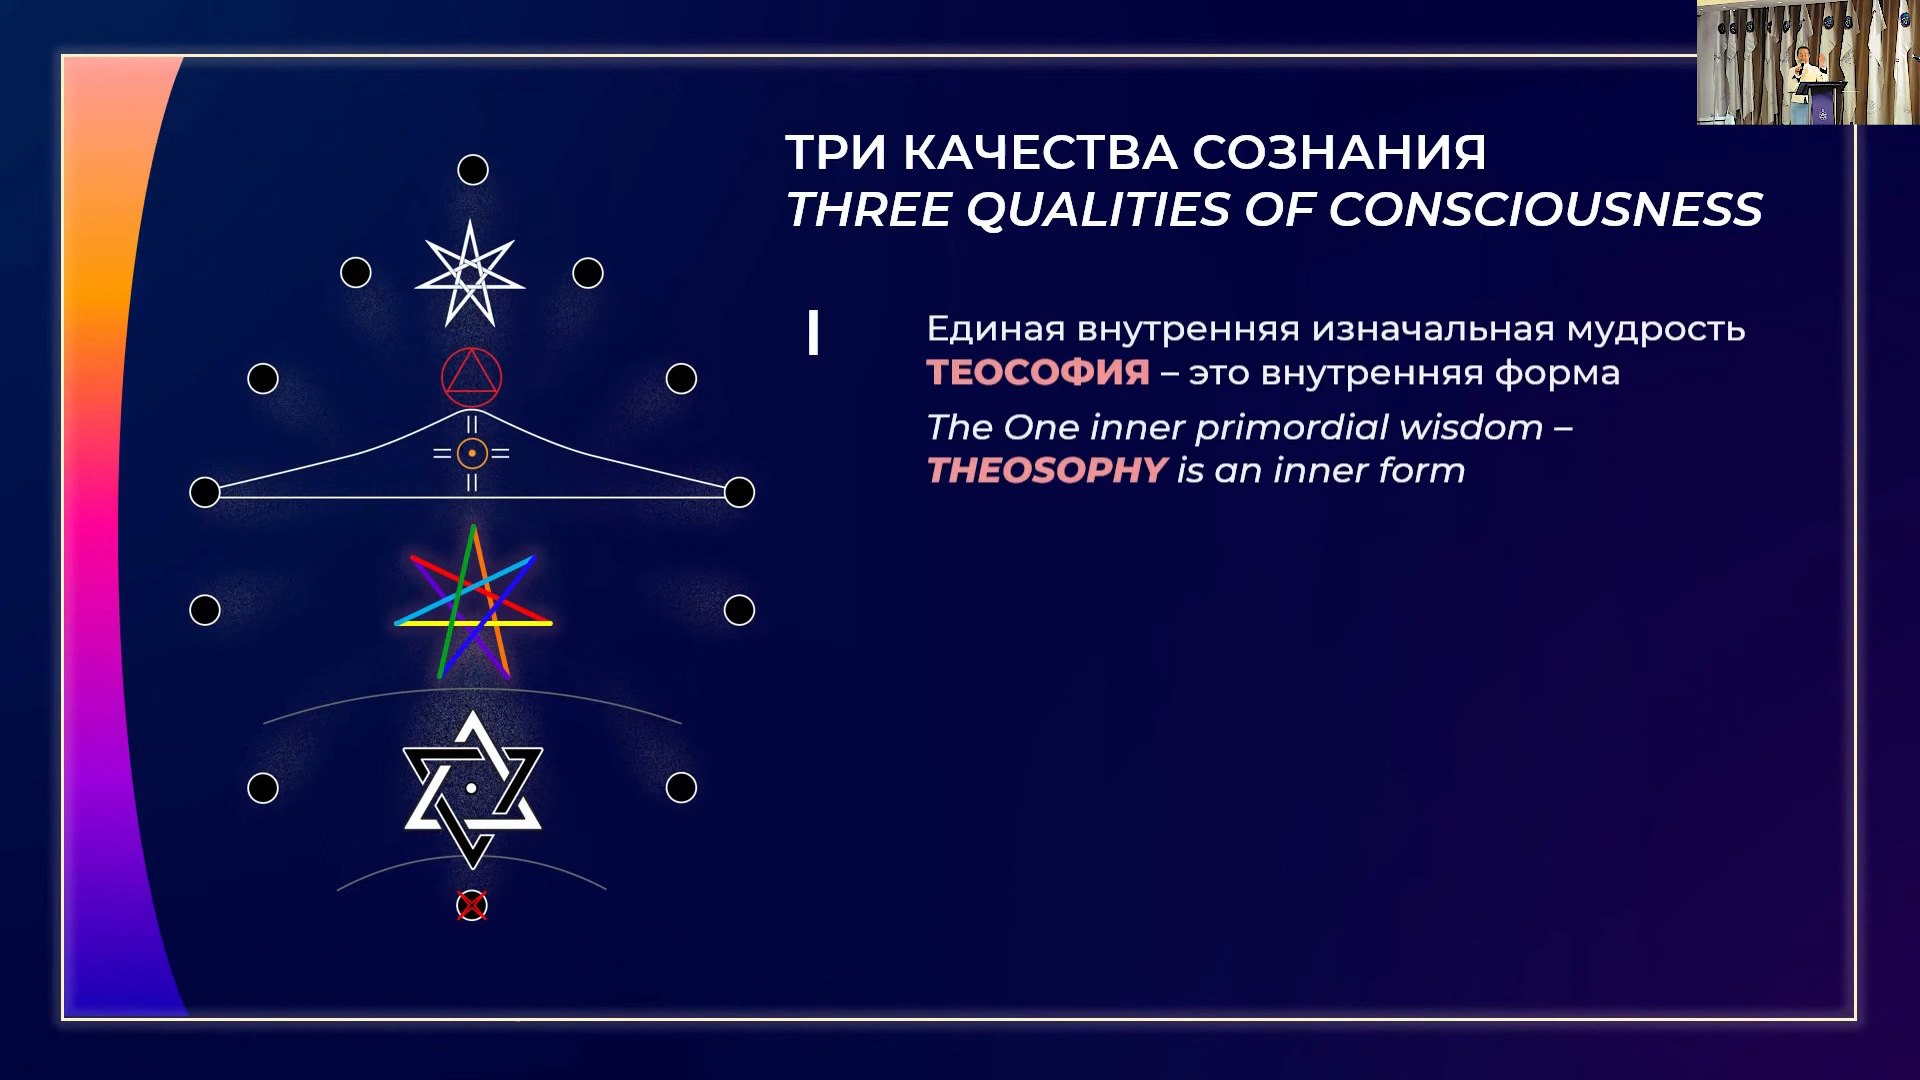 ТРИ КАЧЕСТВА СОЗНАНИЯ
THREE QUALITIES OF CONSCIOUSNESS
I
Единая внутренняя изначальная мудрость
ТЕОСОФИЯ – это внутренняя форма
The One inner primordial wisdom –
THEOSOPHY is an inner form